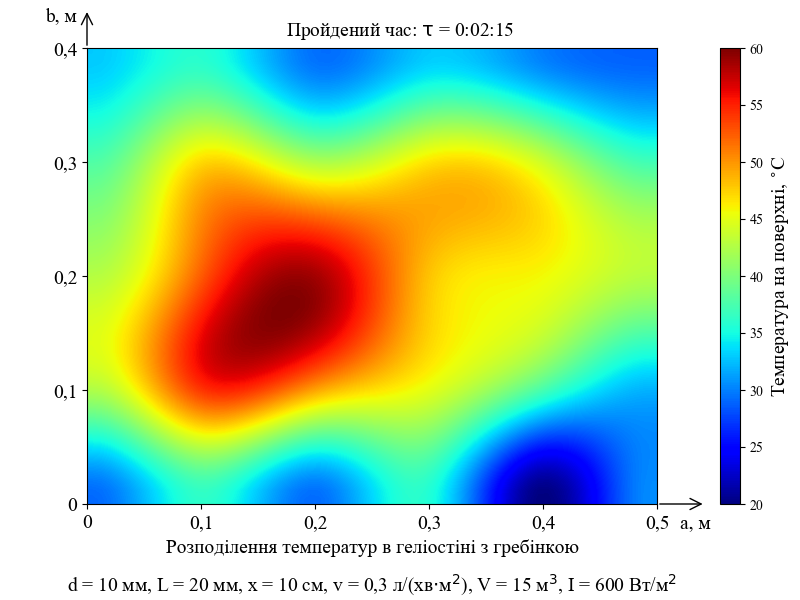 b, м
Пройдений час: τ = 0:02:15
0,4
0,3
0,2
0,1
0
0 0,1 0,2 0,3 0,4 0,5 a, м
60
55
50
45
40
35
30
25
20
Температура на поверхні, °C
Розподілення температур в геліостіні з гребінкою
d = 10 мм, L = 20 мм, x = 10 см, v = 0,3 л/(хв·м²), V = 15 м³, I = 600 Вт/м²